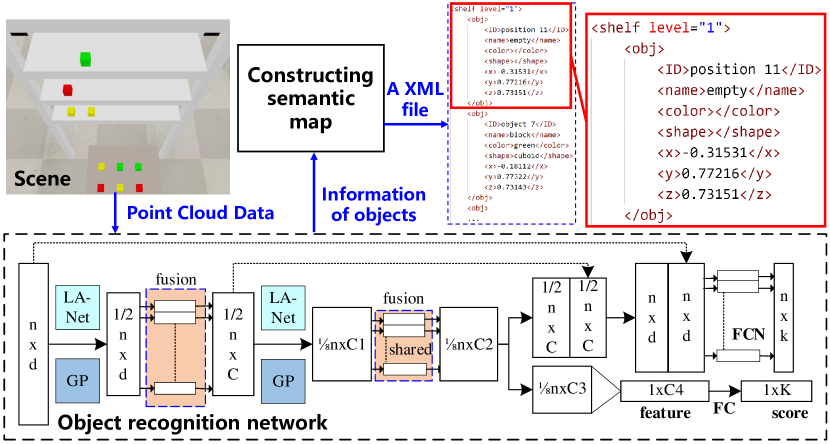 Scene
Constructing
semantic
map
A XML
file
Point Cloud Data
Information
of objects
<shelf level="1">
<obj>
<ID>position 11</ID>
<name>empty</name>
<color></color>
<shape></shape>
<x>-0.31531</x>
<y>0.77216</y>
<z>0.73151</z>
</obj>
<obj>
<ID>object 7</ID>
<name>block</name>
<color>green</color>
<shape>cuboid</shape>
<x>-0.18112</x>
<y>0.77322</y>
<z>0.73143</z>
</obj>
<obj>
...
<shelf level="1">
<obj>
<ID>position 11</ID>
<name>empty</name>
<color></color>
<shape></shape>
<x>-0.31531</x>
<y>0.77216</y>
<z>0.73151</z>
</obj>
n
x
d
LA-
Net
GP
1/2
n
x
d
fusion
1/2
n
x
C
LA-
Net
GP
⅛nxC1
fusion
shared
⅛nxC2
1/2
n
x
C
1/2
n
x
C
n
x
d
n
x
d
FCN
n
x
k
⅛nxC3
1xC4
feature
FC
1xK
score
Object recognition network